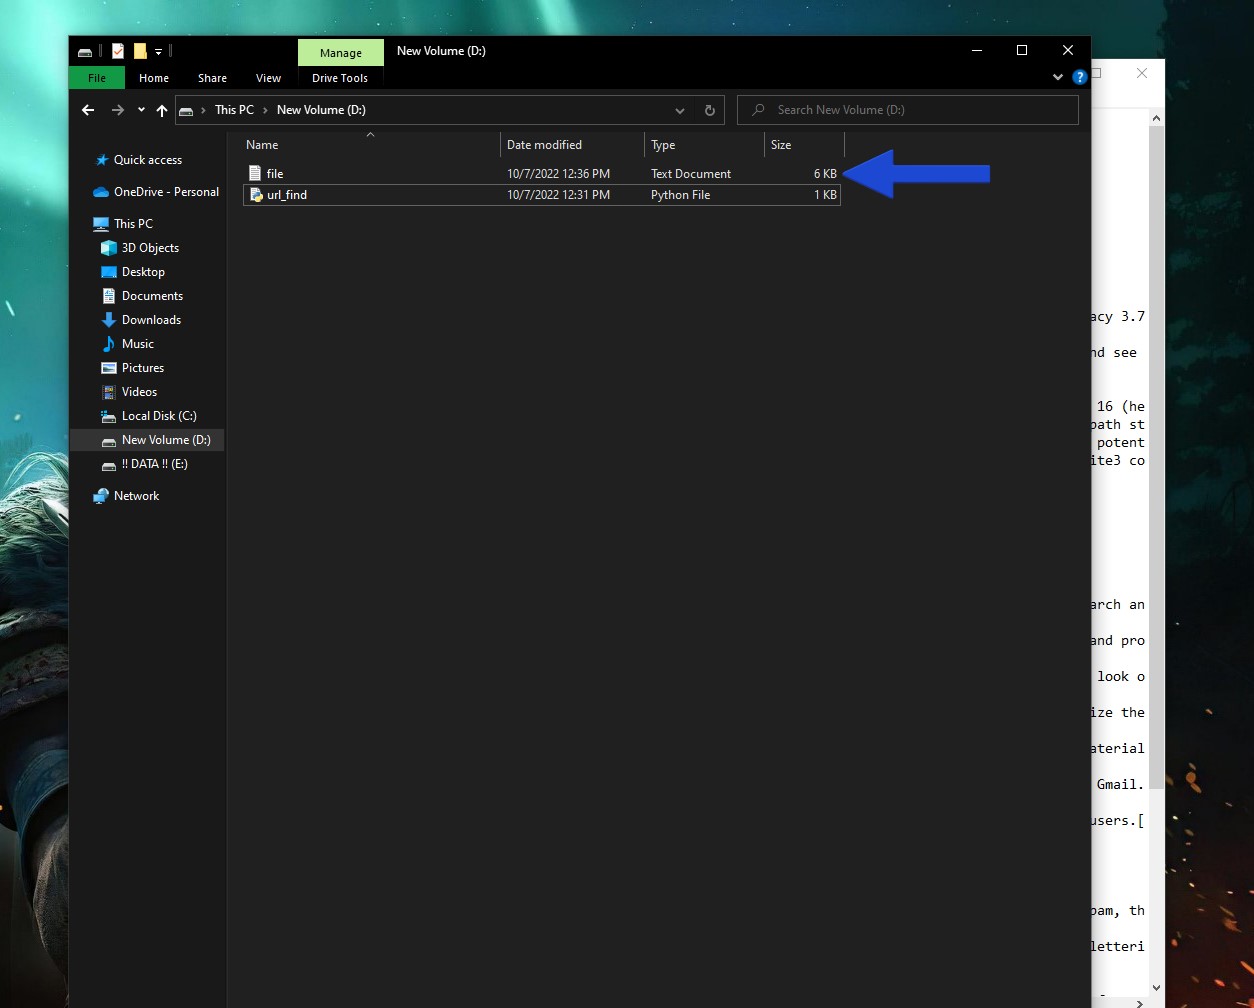 Manage
New Volume (D:)
File
Home
Share
View
Drive Tools
?
This PC
New Volume (D:)
Search New Volume (D:)
Name
Date modified
Type
Size
file
10/7/2022 12:36 PM
Text Document
6 KB
url_find
10/7/2022 12:31 PM
Python File
1 KB
Quick access
OneDrive - Personal
This PC
3D Objects
Desktop
Documents
Downloads
Music
Pictures
Videos
Local Disk (C:)
New Volume (D:)
!! DATA !! (E:)
Network
acy 3.7
nd see
16 (he
path st
potent
ite3 co
arch an
and pro
look o
ize the
aterial
Gmail.
users.[
pam, th
letteri